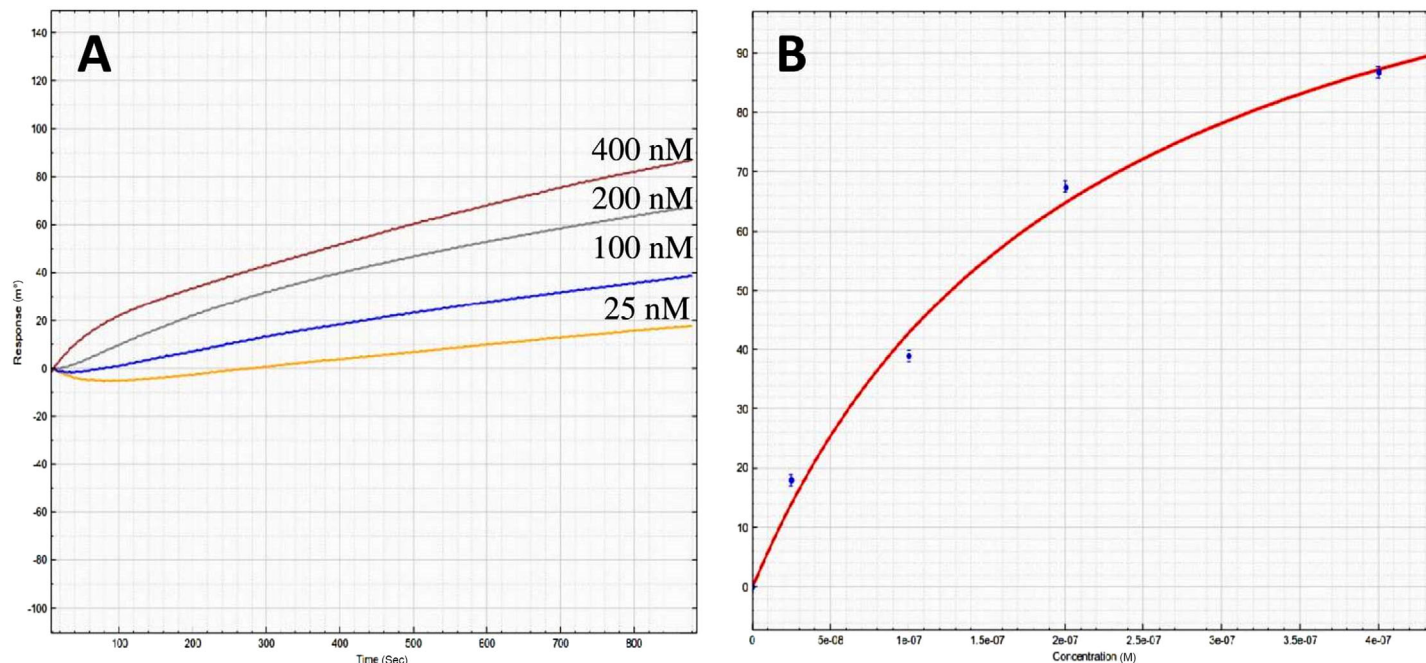 A
140
120
100
80
60
40
20
0
-20
-40
-60
-80
-100
Response (m°)
400 nM
200 nM
100 nM
25 nM
100
200
300
400
500
600
700
800
Time (Sec)
B
90
80
70
60
50
40
30
20
10
0
0
5e-08
1e-07
1.5e-07
2e-07
2.5e-07
3e-07
3.5e-07
4e-07
Concentration (M)